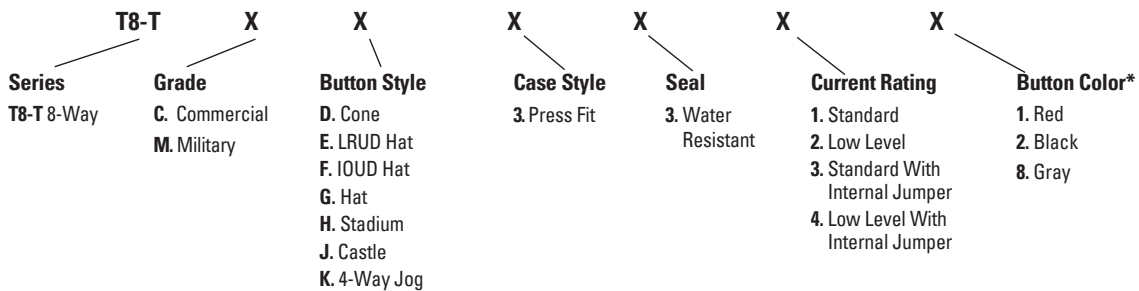 T8-T X X X X X X
Series
T8-T 8-Way
Grade
C. Commercial
M. Military
Button Style
D. Cone
E. LRUD Hat
F. IOUD Hat
G. Hat
H. Stadium
J. Castle
K. 4-Way Jog
Case Style
3. Press Fit
Seal
3. Water
Resistant
Current Rating
1. Standard
2. Low Level
3. Standard With
Internal Jumper
4. Low Level With
Internal Jumper
Button Color*
1. Red
2. Black
8. Gray